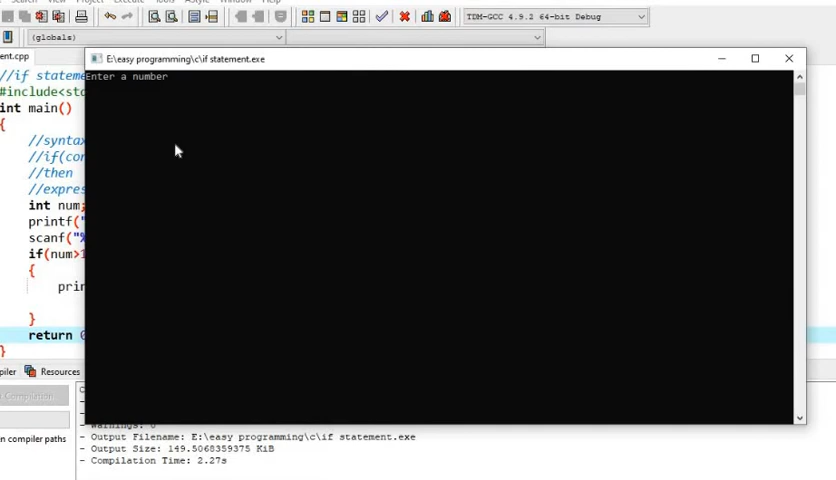 Search View Project Execute Tools AStyle Window Help
TDM-GCC 4.9.2 64-bit Debug
(globals)
ent.cpp
E:\easy programming\c\if statement.exe
Enter a number
//if stateme
#include<sto
int main()
{
//syntax
//if(con
//then
//expres
int num;
printf("
scanf("%
if(num>1
{
prin
}
return 0
}
piler
Resources
n Compilation
n compiler paths
- Warnings: 0
- Output Filename: E:\easy programming\c\if statement.exe
- Output Size: 149.5068359375 KiB
- Compilation Time: 2.27s